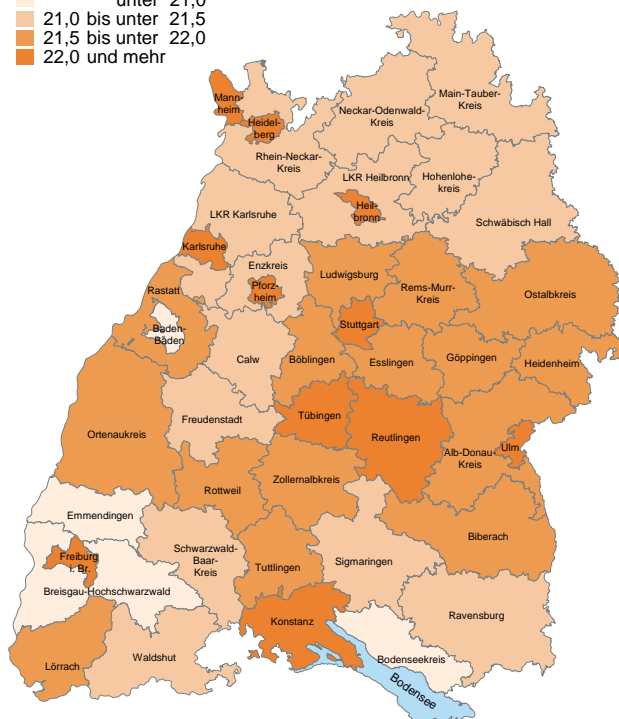 unter 21,0
21,0 bis unter 21,5
21,5 bis unter 22,0
22,0 und mehr
Mann-
heim
Heidel-
berg
Neckar-Odenwald-
Kreis
Main-Tauber-
Kreis
Rhein-Neckar-
Kreis
LKR Heilbronn
Hohenlohe-
kreis
Heil-
bronn
Schwäbisch Hall
LKR Karlsruhe
Karlsruhe
Enzkreis
Pforz-
heim
Ludwigsburg
Rems-Murr-
Kreis
Ostalbkreis
Rastatt
Baden-
Baden
Stuttgart
Calw
Böblingen
Esslingen
Göppingen
Heidenheim
Freudenstadt
Tübingen
Reutlingen
Ortenaukreis
Alb-Donau-
Kreis
Ulm
Rottweil
Zollernalbkreis
Emmendingen
Biberach
Freiburg
i. Br.
Schwarzwald-
Baar-
Kreis
Tuttlingen
Sigmaringen
Breisgau-Hochschwarzwald
Konstanz
Ravensburg
Lörrach
Waldshut
Bodenseekreis
Bodensee